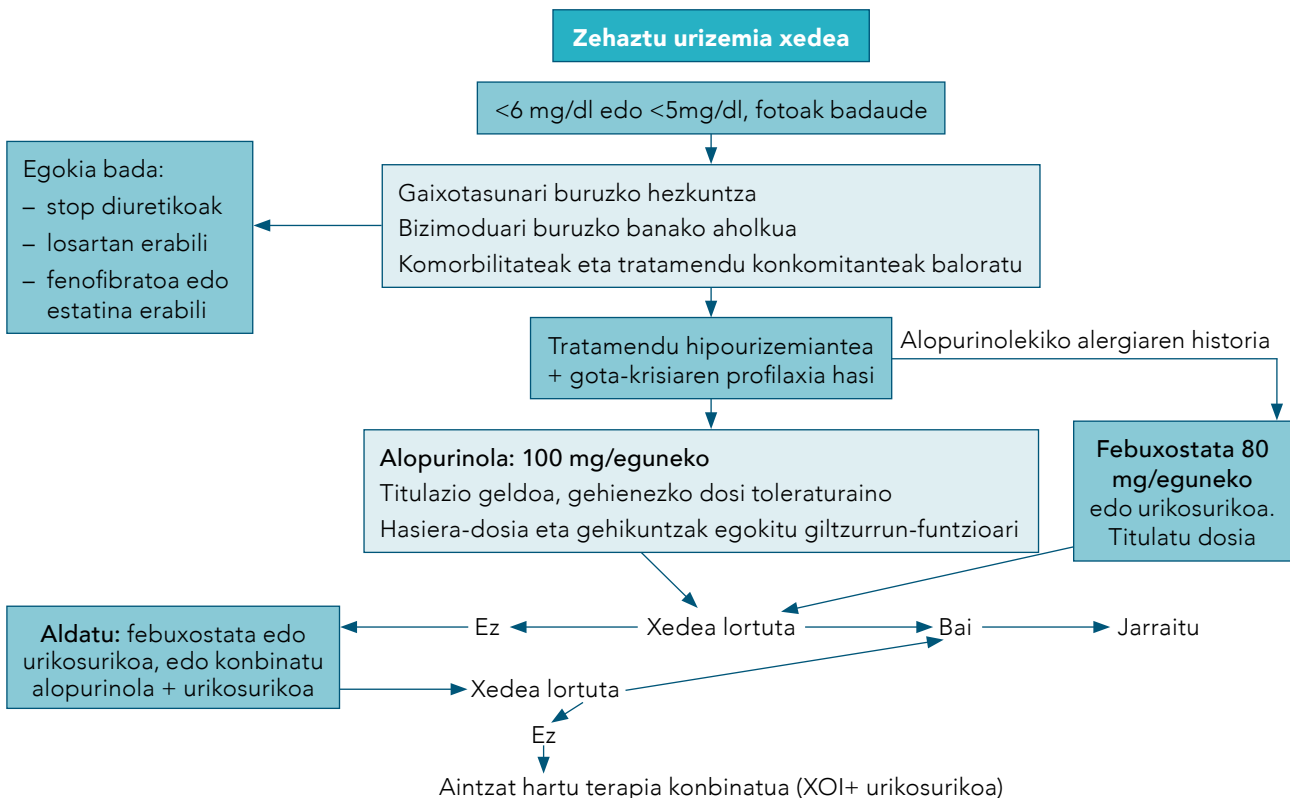 Zehaztu urizemia xedea
<6 mg/dl edo <5mg/dl, fotoak badaude
Egokia bada:
– stop diuretikoak
– losartan erabili
– fenofibratoa edo
estatina erabili
Gaixotasunari buruzko hezkuntza
Bizimoduari buruzko banako aholkua
Komorbilitateak eta tratamendu konkomitanteak baloratu
Tratamendu hipourizemiantea
+ gota-krisiaren profilaxia hasi
Alopurinolekiko alergiaren historia
Alopurinola: 100 mg/eguneko
Titulazio geldoa, gehienezko dosi toleraturaino
Hasiera-dosia eta gehikuntzak egokitu giltzurrun-funtzioari
Febuxostata 80
mg/eguneko
edo urikosurikoa.
Titulatu dosia
Aldatu: febuxostata edo
urikosurikoa, edo konbinatu
alopurinola + urikosurikoa
Ez
Xedea lortuta
Bai
Jarraitu
Xedea lortuta
Ez
Aintzat hartu terapia konbinatua (XOI+ urikosurikoa)